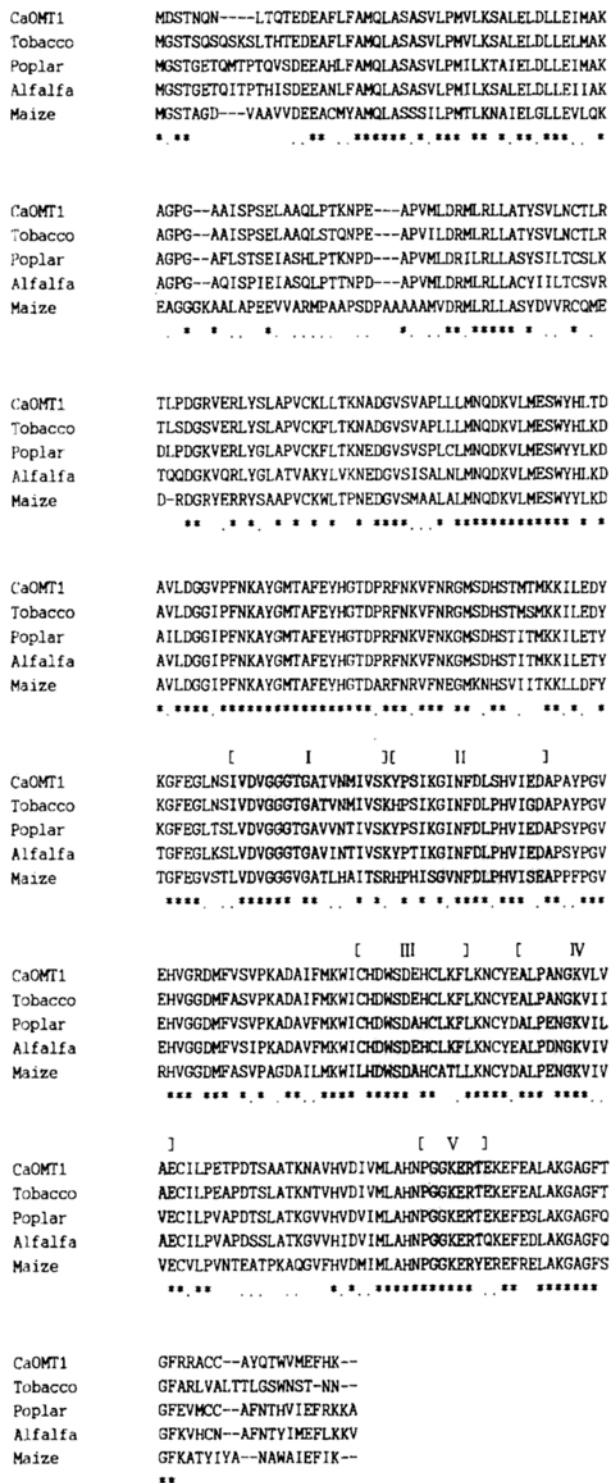 CaOMT1 MDSTNQN----LTQTEDEAFLFAMQLASASVLPMVLKSALELDLLEIMAK
Tobacco MGSTSQSQSKSLTHTEDEAFLFAMQLASASVLPMVLKSALELDLLELMAK
Poplar MGSTGETQMTPTQVSDEEAHLFAMQLASASVLPMILKTAIELDLLEIMAK
Alfalfa MGSTGETQITPTHISDEEANLFAMQLASASVLPMILKSALELDLLEIIAK
Maize MGSTAGD---VAAVVDEEACMYAMQLASSSILPMTLKNAIELGLLEVLQK
CaOMT1 AGPG--AAISPSELAAQLPTKNPE---APVMLDRMLRLLATYSVLNCTLR
Tobacco AGPG--AAISPSELAAQLSTQNPE---APVILDRMLRLLATYSVLNCTLR
Poplar AGPG--AFLSTSEIASHLPTKNPD---APVMLDRILRLLASYSILTCSLK
Alfalfa AGPG--AQISPIEIASQLPTTNPD---APVMLDRMLRLLACYIILTCSVR
Maize EAGGGKAALAPEEVVARMPAAPSDPAAAAAMVDRMLRLLASYDVVRCQME
CaOMT1 TLPDGRVERLYSLAPVCKLLTKNADGVSVAPLLLMNQDKVLMESWYHLTD
Tobacco TLSDGSVERLYSLAPVCKFLTKNADGVSVAPLLLMNQDKVLMESWYHLKD
Poplar DLPDGKVERLYGLAPVCKFLTKNEDGVSVSPLCLMNQDKVLMESWYYLKD
Alfalfa TQQDGKVQRLYGLATVAKYLVKNEDGVSISALNLMNQDKVLMESWYHLKD
Maize D-RDGRYERRYSAAPVCKWLTPNEDGVSMAALALMNQDKVLMESWYYLKD
CaOMT1 AVLDGGVPFNKAYGMTAFEYHGTDPRFNKVFNRGMSDHSTMTMKKILEDY
Tobacco AVLDGGIPFNKAYGMTAFEYHGTDPRFNKVFNRGMSDHSTMSMKKILEDY
Poplar AILDGGIPFNKAYGMTAFEYHGTDPRFNKVFNKGMSDHSTITMKKILETY
Alfalfa AVLDGGIPFNKAYGMTAFEYHGTDPRFNKVFNKGMSDHSTITMKKILETY
Maize AVLDGGIPFNKAYGMTAFEYHGTDARFNRVFNEGMKNHSVIITKKLLDFY
[ I ][ II ]
CaOMT1 KGFEGLNSIVDVGGGTGATVNMIVSKYPSIKGINFDLSHVIEDAPAYPGV
Tobacco KGFEGLNSIVDVGGGTGATVNMIVSKHPSIKGINFDLPHVIGDAPAYPGV
Poplar KGFEGLTSLVDVGGGTGAVVNTIVSKYPSIKGINFDLPHVIEDAPSYPGV
Alfalfa TGFEGLKSLVDVGGGTGAVINTIVSKYPTIKGINFDLPHVIEDAPSYPGV
Maize TGFEGVSTLVDVGGGVGATLHAITSRHPHISGVNFDLPHVISEAPPFPGV
[ III ] [ IV
CaOMT1 EHVGRDMFVSVPKADAIFMKWICHDWSDEHCLKFLKNCYEALPANGKVLV
Tobacco EHVGGDMFASVPKADAIFMKWICHDWSDEHCLKFLKNCYEALPANGKVII
Poplar EHVGGDMFVSVPKADAVFMKWICHDWSDAHCLKFLKNCYDALPENGKVIL
Alfalfa EHVGGDMFVSIPKADAVFMKWICHDWSDEHCLKFLKNCYEALPDNGKVIV
Maize RHVGGDMFASVPAGDAILMKWILHDWSDAHCATLLKNCYDALPENGKVIV
] [ V ]
CaOMT1 AECILPETPDTSAATKNAVHVDIVMLAHNPGGKERTEKEFEALAKGAGFT
Tobacco AECILPEAPDTSLATKNTVHVDIVMLAHNPGGKERTEKEFEALAKGAGFT
Poplar VECILPVAPDTSLATKGVVHVDVIMLAHNPGGKERTEKEFEGLAKGAGFQ
Alfalfa AECILPVAPDSSLATKGVVHIDVIMLAHNPGGKERTQKEFEDLAKGAGFQ
Maize VECVLPVNTEATPKAQGVFHVDMIMLAHNPGGKERYEREFRELAKGAGFS
CaOMT1 GFRRACC--AYQTWVMEFHK--
Tobacco GFARLVALTTLGSWNST-NN--
Poplar GFEVMCC--AFNTHVIEFRKKA
Alfalfa GFKVHCN--AFNTYIMEFLKKV
Maize GFKATYIYA--NAWAIEFIK--
**